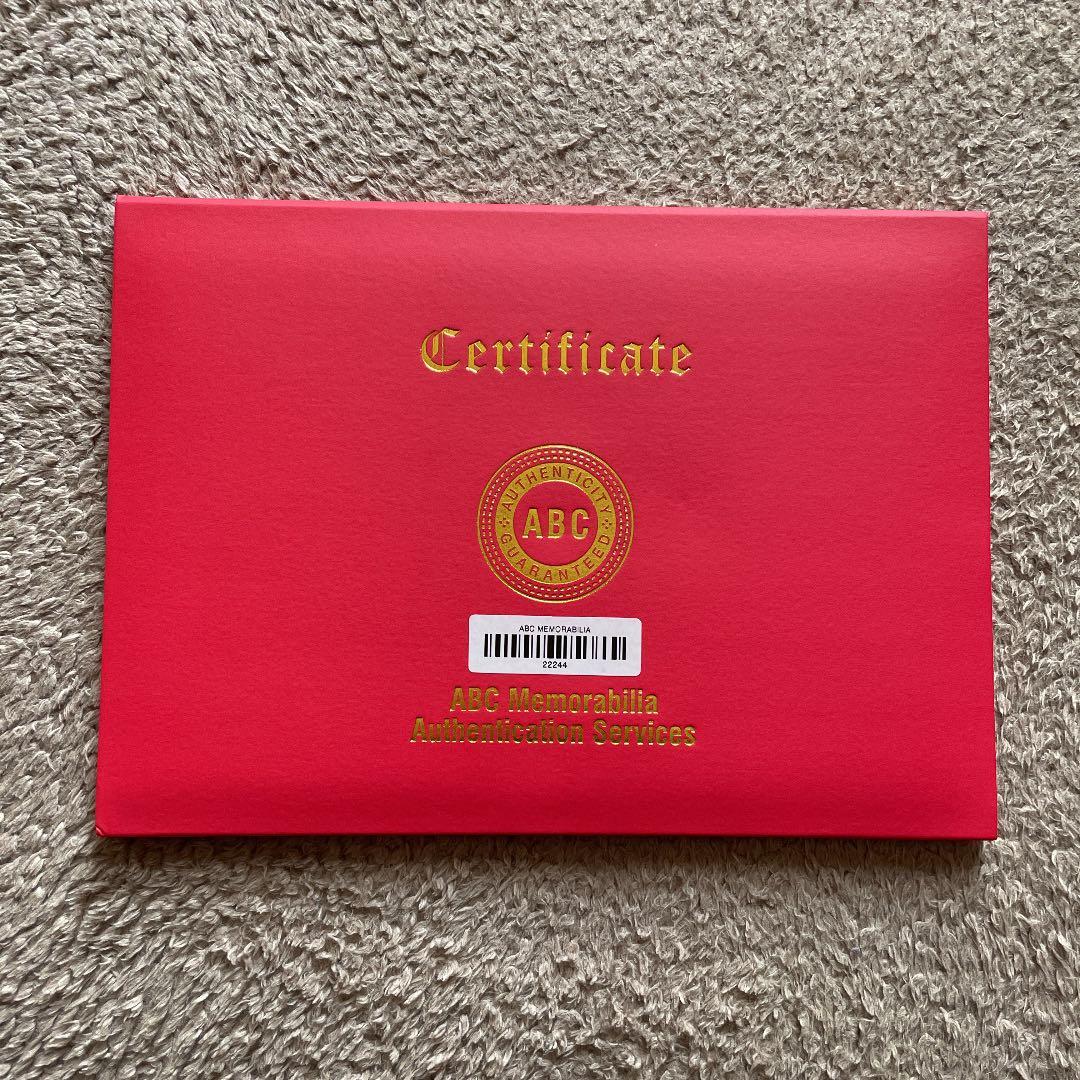 Certificate
AUTHENTICITY
ABC
GUARANTEED
ABC MEMORABILIA
22244
ABC Memorabilia
Authentication Services